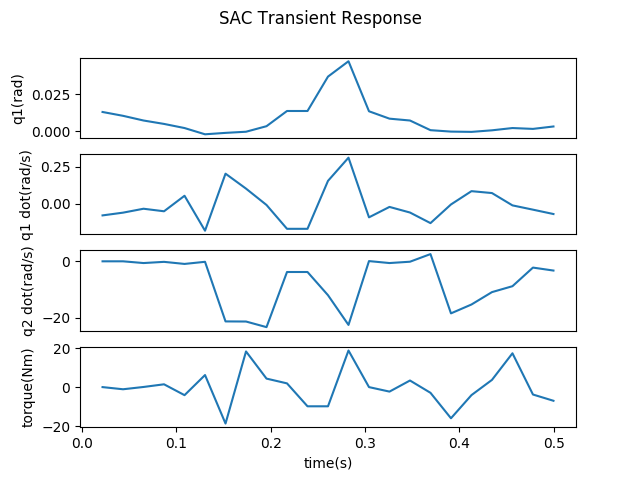 SAC Transient Response
q1(rad)
0.025
0.000
q1 dot(rad/s)
0.25
0.00
q2 dot(rad/s)
0
−20
torque(Nm)
20
0
−20
0.0 0.1 0.2 0.3 0.4 0.5
time(s)